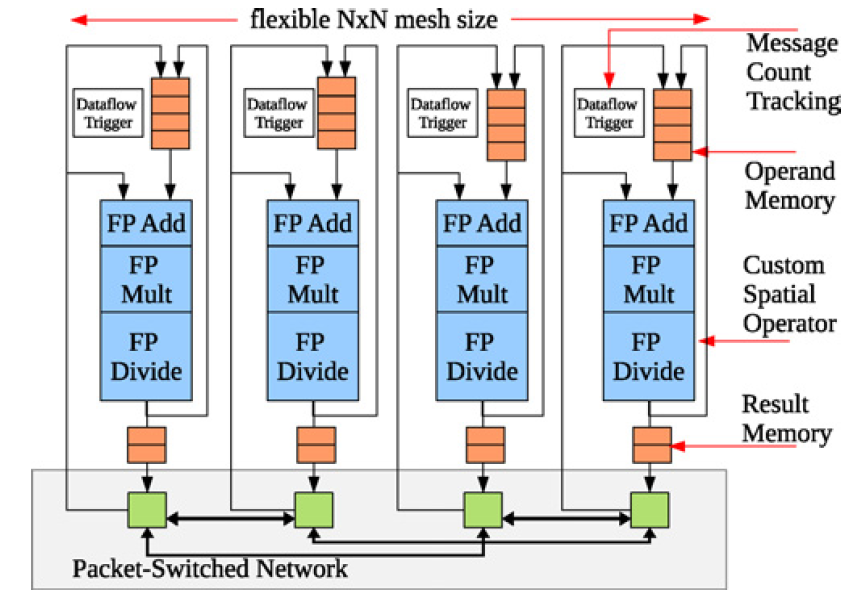 flexible NxN mesh size
Message
Count
Tracking
Dataflow
Trigger
Dataflow
Trigger
Dataflow
Trigger
Dataflow
Trigger
Operand
Memory
FP Add
FP
Mult
FP
Divide
FP Add
FP
Mult
FP
Divide
FP Add
FP
Mult
FP
Divide
FP Add
FP
Mult
FP
Divide
Custom
Spatial
Operator
Result
Memory
Packet-Switched Network